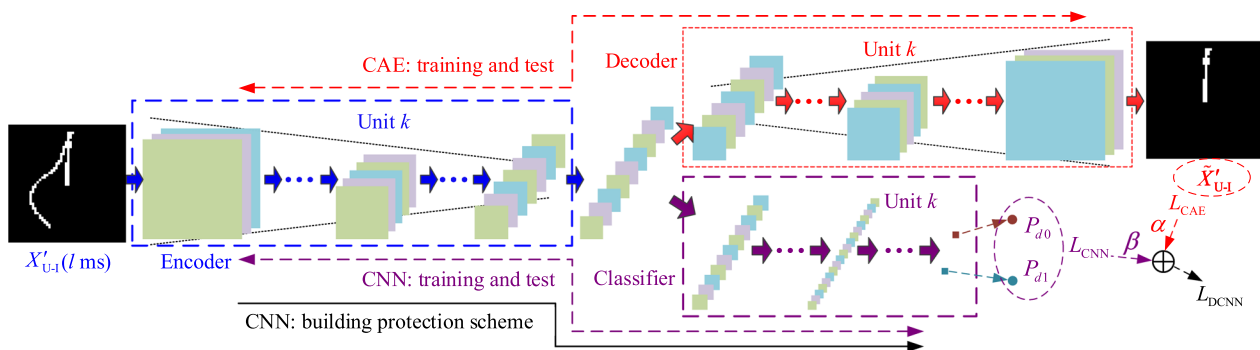 CAE: training and test
Decoder
Unit k
Unit k
X′U-I(l ms)
Encoder
X̃′U-I
Unit k
Pd0
Pd1
LCAE
α
LCNN
β
LDCNN
CNN: training and test
Classifier
CNN: building protection scheme